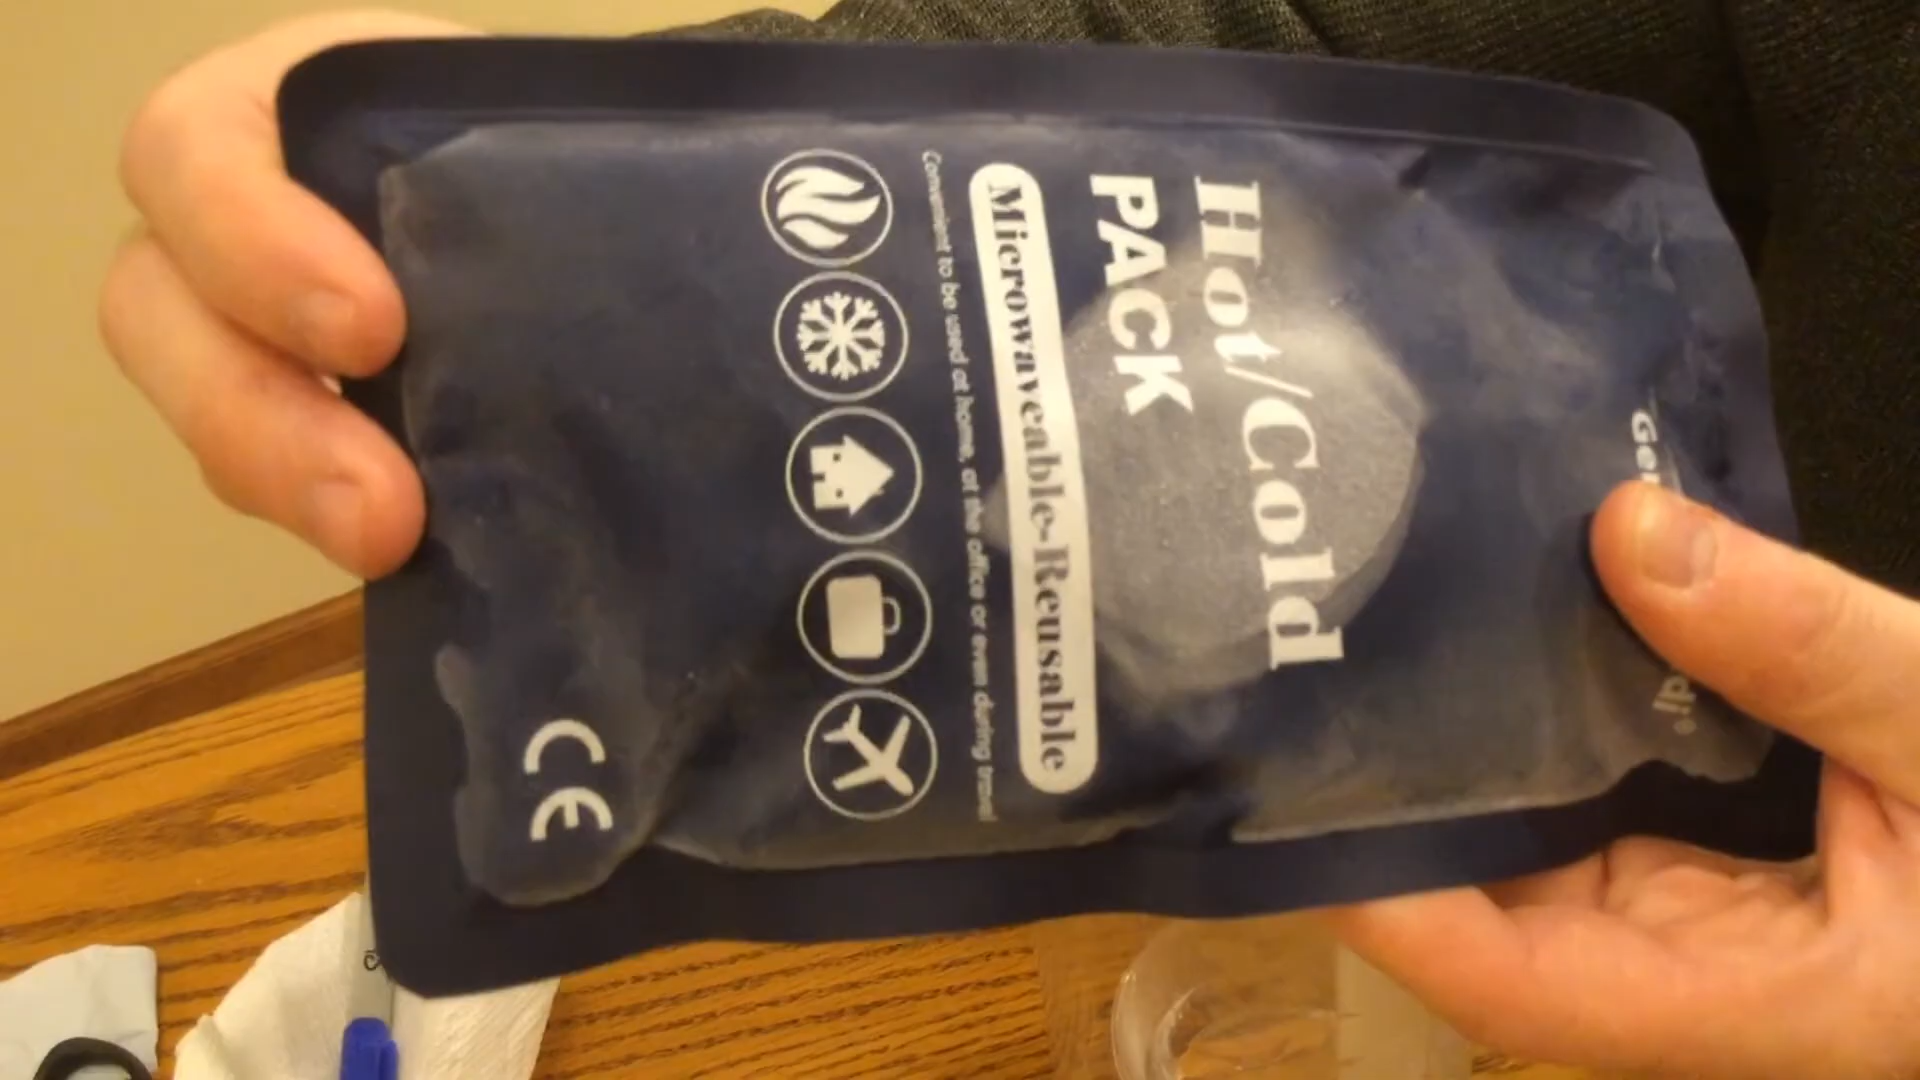 Hot/Cold
PACK
Microwaveable-Reusable
Convenient to be used at home, at the office or even during travel
CE